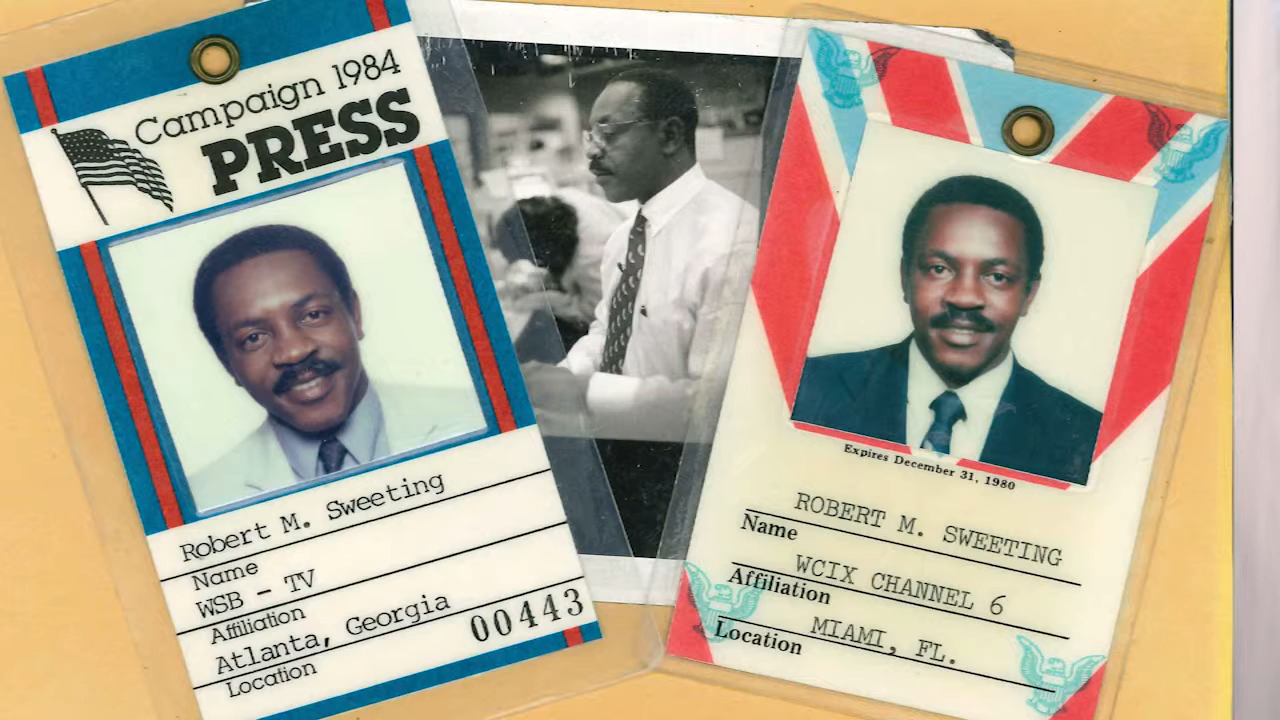 Campaign 1984
PRESS
Robert M. Sweeting
Name
WSB - TV
Affiliation
Atlanta, Georgia
00443
Location
Expires December 31, 1980
ROBERT M. SWEETING
Name
WCIX CHANNEL 6
Affiliation
MIAMI, FL.
Location